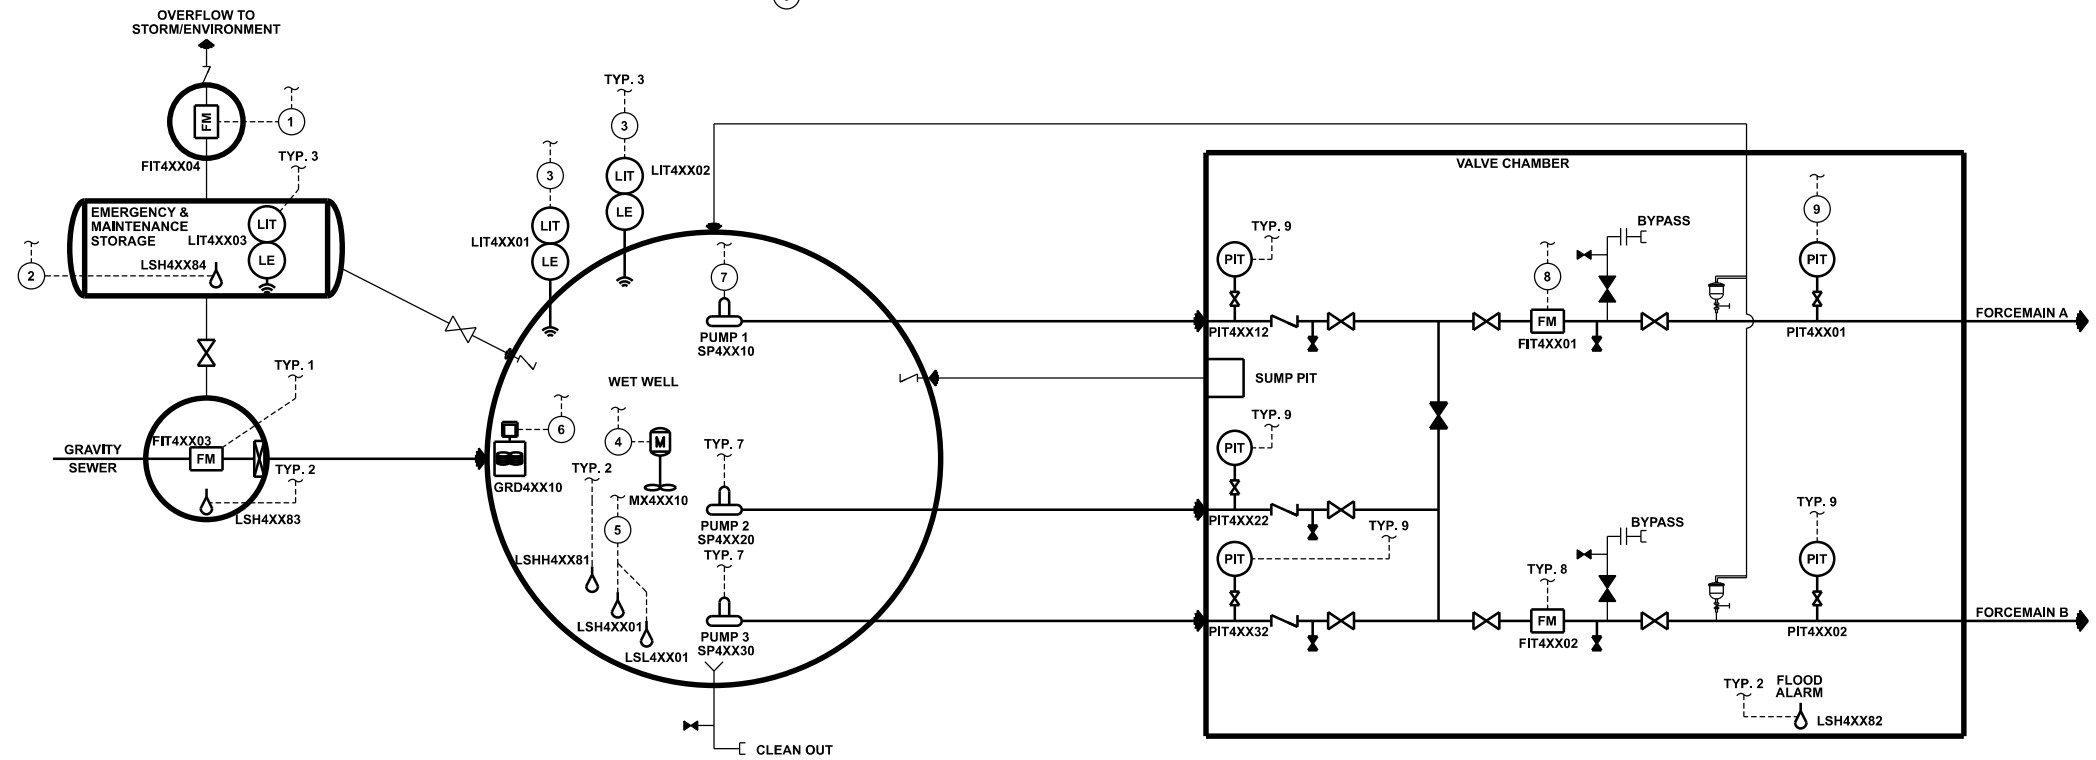 OVERFLOW TO
STORM/ENVIRONMENT
FM
1
FIT4XX04
TYP. 3
EMERGENCY &
MAINTENANCE
STORAGE
LIT
LIT4XX03
LE
LSH4XX84
2
TYP. 1
FIT4XX03
GRAVITY
SEWER
FM
TYP. 2
LSH4XX83
TYP. 3
3
3
LIT
LIT4XX02
LE
LIT
LIT4XX01
LE
7
PUMP 1
SP4XX10
WET WELL
6
GRD4XX10
4
M
MX4XX10
TYP. 2
5
LSHH4XX81
LSH4XX01
LSL4XX01
TYP. 7
PUMP 2
SP4XX20
TYP. 7
PUMP 3
SP4XX30
CLEAN OUT
VALVE CHAMBER
TYP. 9
PIT
PIT4XX12
8
FM
FIT4XX01
BYPASS
9
PIT
PIT4XX01
FORCEMAIN A
SUMP PIT
TYP. 9
PIT
PIT4XX22
TYP. 9
PIT
PIT4XX32
TYP. 8
FM
FIT4XX02
BYPASS
TYP. 9
PIT
PIT4XX02
FORCEMAIN B
TYP. 2
FLOOD
ALARM
LSH4XX82